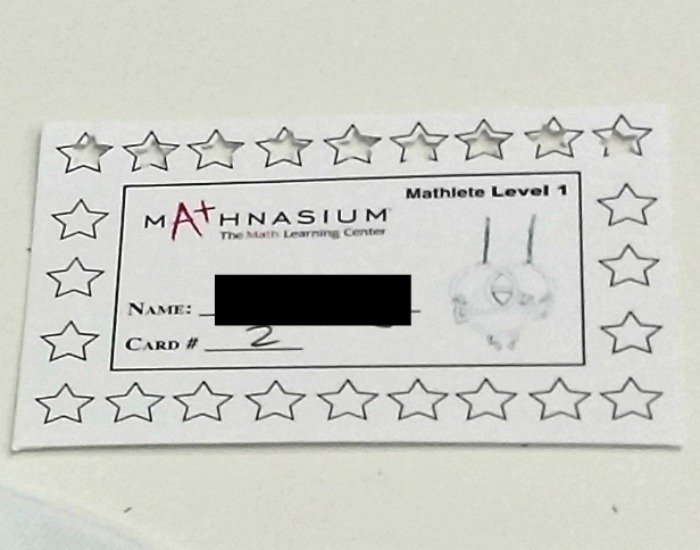 Mathlete Level 1
MATHNASIUM
The Math Learning Center
NAME:
CARD # 2